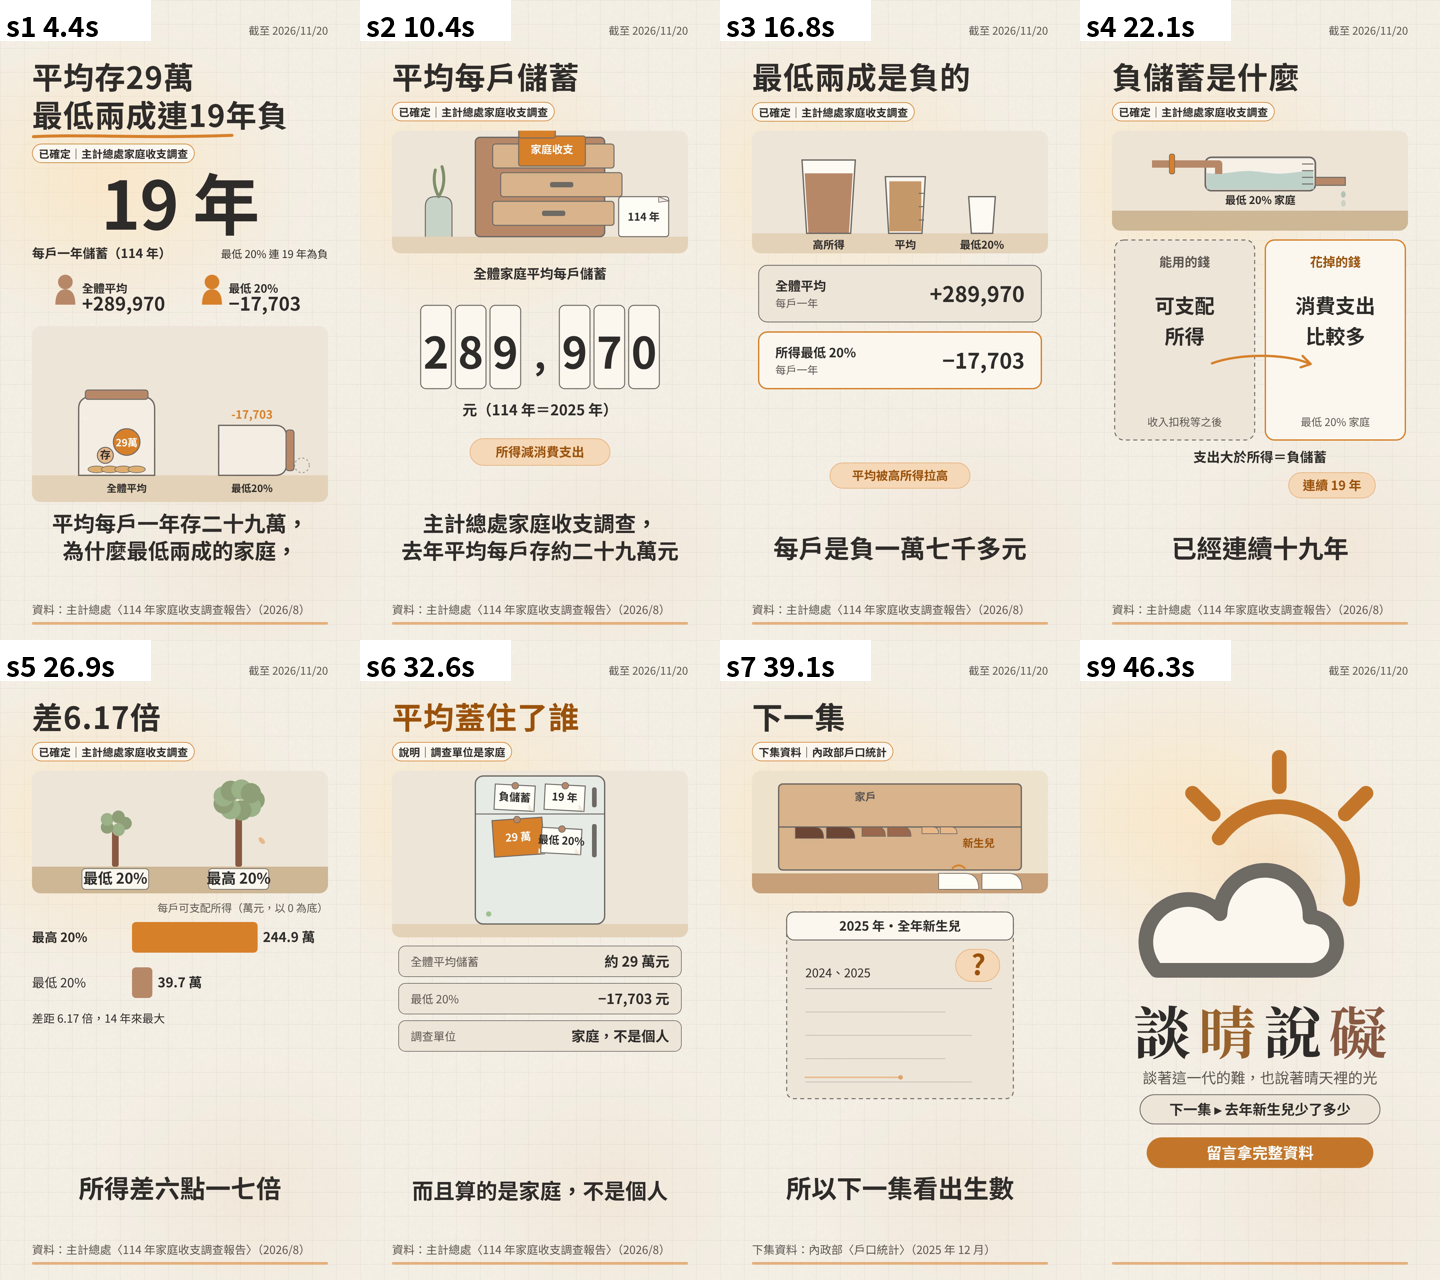 s1 4.4s
截至 2026/11/20
平均存29萬
最低兩成連19年負
已確定｜主計總處家庭收支調查
19 年
每戶一年儲蓄（114 年）
最低 20% 連 19 年為負
全體平均
+289,970
最低 20%
−17,703
29萬
存
-17,703
全體平均
最低20%
平均每戶一年存二十九萬，
為什麼最低兩成的家庭，
資料：主計總處〈114 年家庭收支調查報告〉（2026/8）
s2 10.4s
截至 2026/11/20
平均每戶儲蓄
已確定｜主計總處家庭收支調查
家庭收支
114 年
全體家庭平均每戶儲蓄
289,970
元（114 年＝2025 年）
所得減消費支出
主計總處家庭收支調查，
去年平均每戶存約二十九萬元
資料：主計總處〈114 年家庭收支調查報告〉（2026/8）
s3 16.8s
截至 2026/11/20
最低兩成是負的
已確定｜主計總處家庭收支調查
高所得
平均
最低20%
全體平均
每戶一年
+289,970
所得最低 20%
每戶一年
−17,703
平均被高所得拉高
每戶是負一萬七千多元
資料：主計總處〈114 年家庭收支調查報告〉（2026/8）
s4 22.1s
截至 2026/11/20
負儲蓄是什麼
已確定｜主計總處家庭收支調查
最低 20% 家庭
能用的錢
可支配
所得
收入扣稅等之後
花掉的錢
消費支出
比較多
最低 20% 家庭
支出大於所得＝負儲蓄
連續 19 年
已經連續十九年
資料：主計總處〈114 年家庭收支調查報告〉（2026/8）
s5 26.9s
截至 2026/11/20
差6.17倍
已確定｜主計總處家庭收支調查
最低 20%
最高 20%
每戶可支配所得（萬元，以 0 為底）
最高 20%
244.9 萬
最低 20%
39.7 萬
差距 6.17 倍，14 年來最大
所得差六點一七倍
資料：主計總處〈114 年家庭收支調查報告〉（2026/8）
s6 32.6s
截至 2026/11/20
平均蓋住了誰
說明｜調查單位是家庭
負儲蓄
19 年
29 萬
最低 20%
全體平均儲蓄
約 29 萬元
最低 20%
−17,703 元
調查單位
家庭，不是個人
而且算的是家庭，不是個人
資料：主計總處〈114 年家庭收支調查報告〉（2026/8）
s7 39.1s
截至 2026/11/20
下一集
下集資料｜內政部戶口統計
家戶
新生兒
2025 年・全年新生兒
2024、2025
?
所以下一集看出生數
下集資料：內政部〈戶口統計〉（2025 年 12 月）
s9 46.3s
截至 2026/11/20
談晴說礙
談著這一代的難，也說著晴天裡的光
下一集 ▸ 去年新生兒少了多少
留言拿完整資料